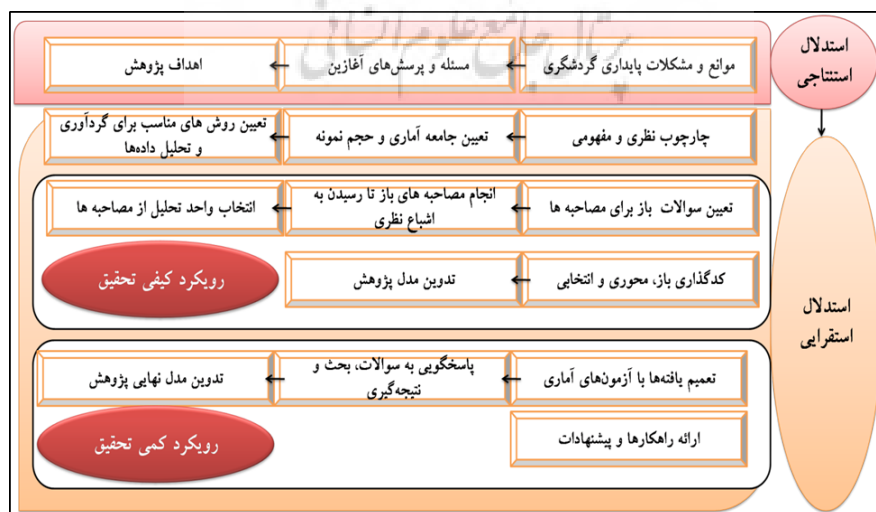 پرتال جامع علوم انسانی
استدلال
استنتاجی
موانع و مشکلات پایداری گردشگری
مسئله و پرسش‌های آغازین
اهداف پژوهش
چارچوب نظری و مفهومی
تعیین جامعه آماری و حجم نمونه
تعیین روش های مناسب برای گردآوری
و تحلیل داده‌ها
تعیین سوالات باز برای مصاحبه ها
انجام مصاحبه های باز تا رسیدن به
اشباع نظری
انتخاب واحد تحلیل از مصاحبه ها
کدگذاری باز، محوری و انتخابی
تدوین مدل پژوهش
رویکرد کیفی تحقیق
استدلال
استقرایی
تعمیم یافته‌ها با آزمون‌های آماری
پاسخگویی به سوالات، بحث و
نتیجه‌گیری
تدوین مدل نهایی پژوهش
ارائه راهکارها و پیشنهادات
رویکرد کمی تحقیق